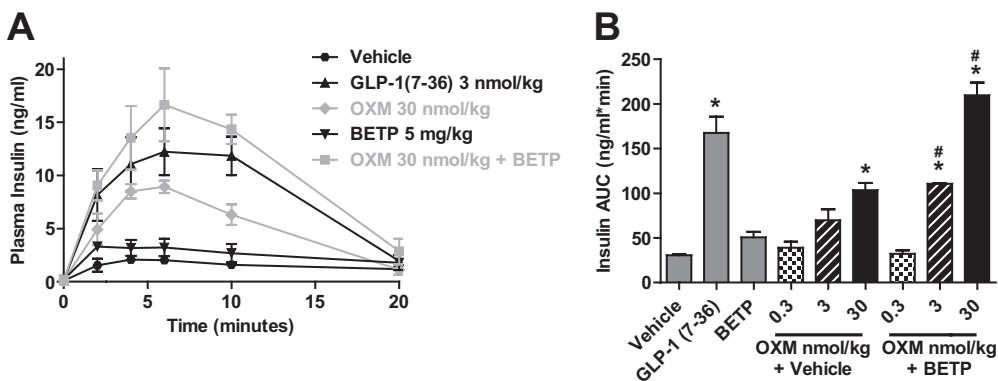 A
Plasma Insulin (ng/ml)
20
15
10
5
0
0
5
10
15
20
Time (minutes)
Vehicle
GLP-1(7-36) 3 nmol/kg
OXM 30 nmol/kg
BETP 5 mg/kg
OXM 30 nmol/kg + BETP
B
Insulin AUC (ng/ml*min)
250
200
150
100
50
0
*
*
#
*
#
*
Vehicle
GLP-1 (7-36)
BETP
0.3
3
30
0.3
3
30
OXM nmol/kg
+ Vehicle
OXM nmol/kg
+ BETP